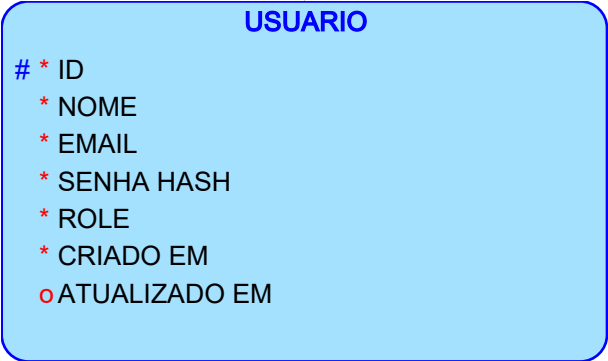 USUARIO
# * ID
* NOME
* EMAIL
* SENHA HASH
* ROLE
* CRIADO EM
o ATUALIZADO EM